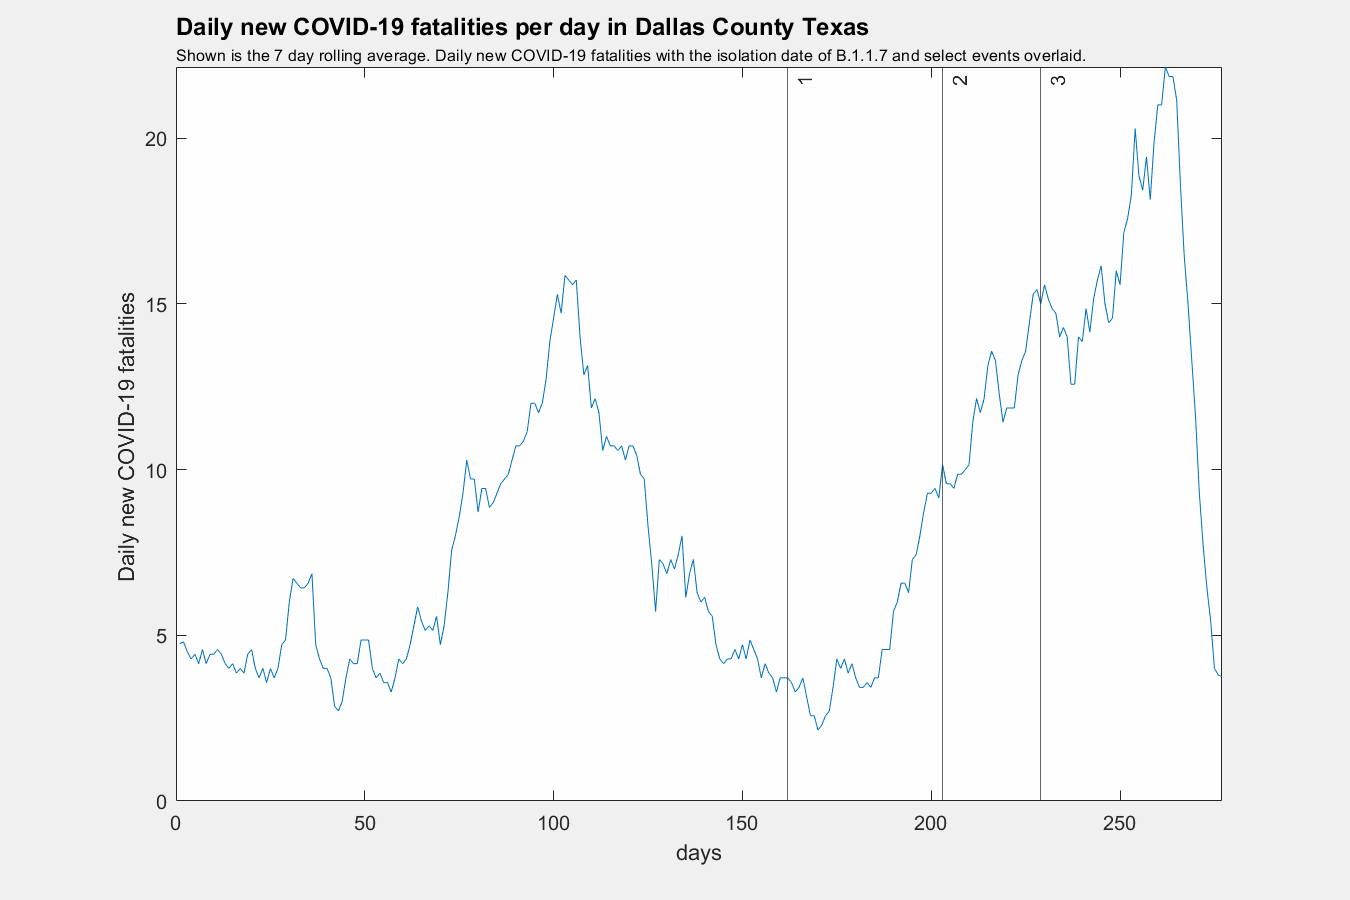 Daily new COVID-19 fatalities per day in Dallas County Texas
Shown is the 7 day rolling average. Daily new COVID-19 fatalities with the isolation date of B.1.1.7 and select events overlaid.
1
2
3
20
15
10
5
0
Daily new COVID-19 fatalities
0 50 100 150 200 250
days